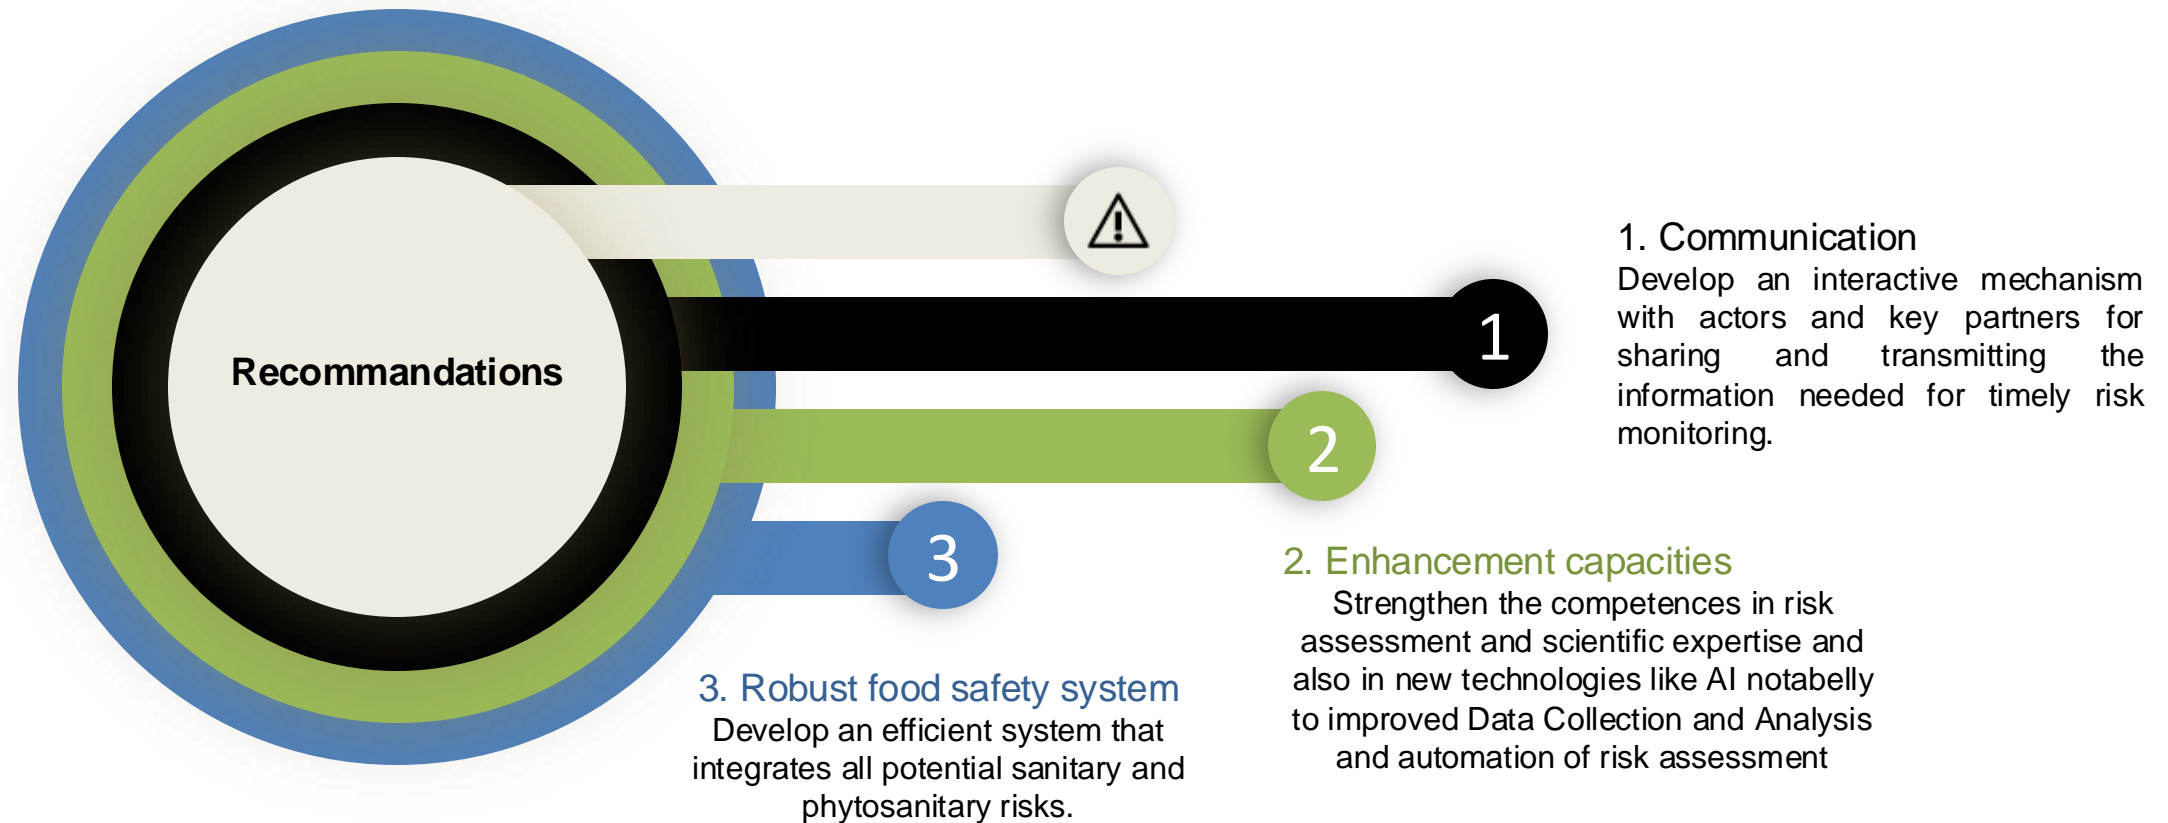 Recommandations
1
2
3
1. Communication
Develop an interactive mechanism
with actors and key partners for
sharing and transmitting the
information needed for timely risk
monitoring.
2. Enhancement capacities
Strengthen the competences in risk
assessment and scientific expertise and
also in new technologies like AI notabelly
to improved Data Collection and Analysis
and automation of risk assessment
3. Robust food safety system
Develop an efficient system that
integrates all potential sanitary and
phytosanitary risks.